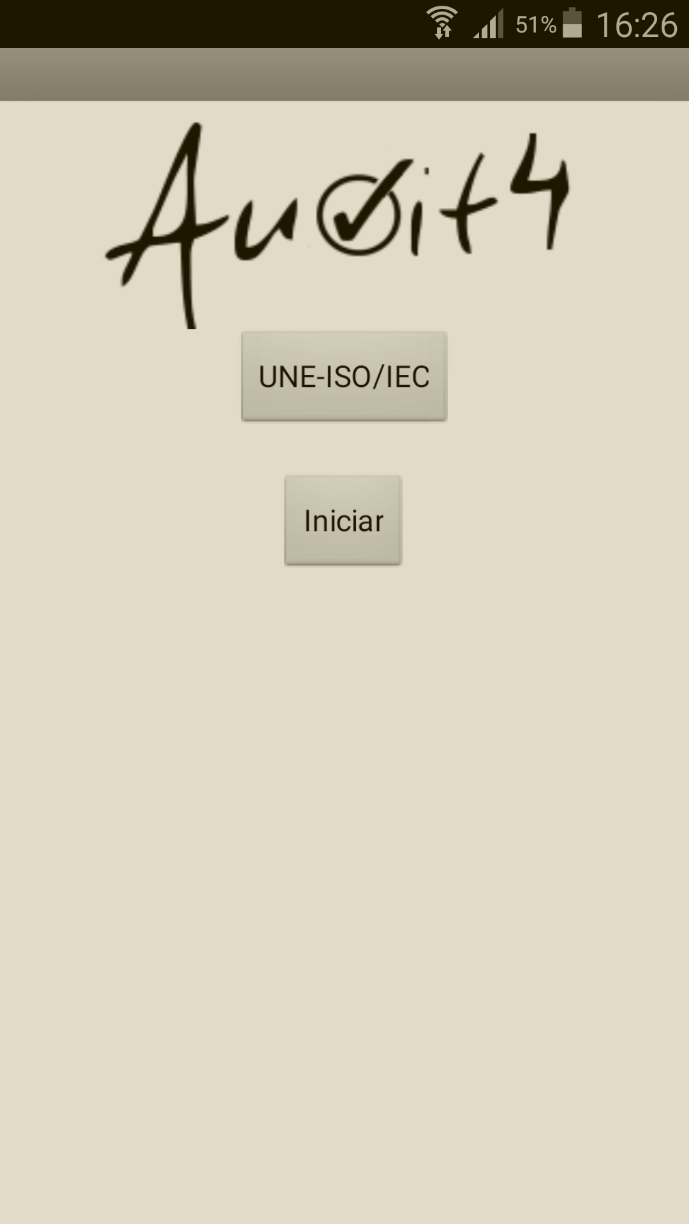 51% 16:26
Audit4
UNE-ISO/IEC
Iniciar